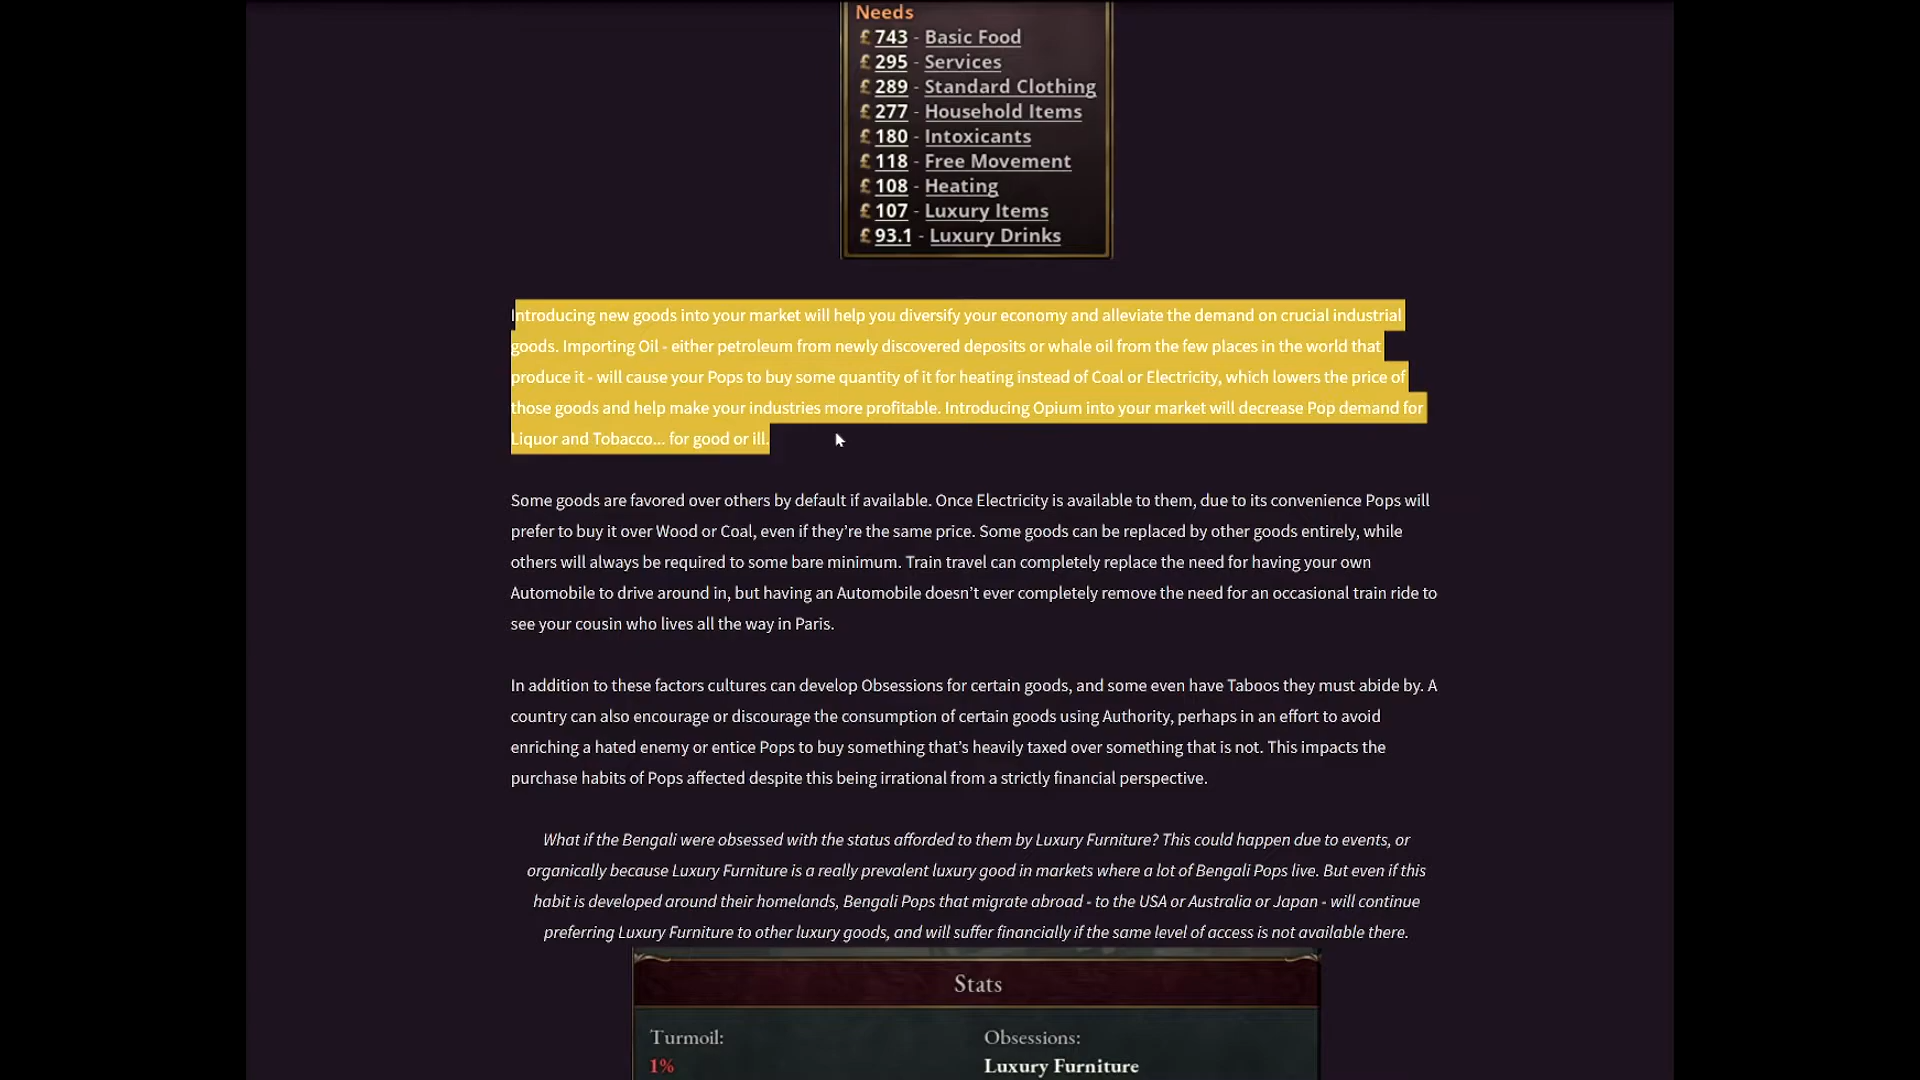 Needs
£ 743 - Basic Food
£ 295 - Services
£ 289 - Standard Clothing
£ 277 - Household Items
£ 180 - Intoxicants
£ 118 - Free Movement
£ 108 - Heating
£ 107 - Luxury Items
£ 93.1 - Luxury Drinks
Introducing new goods into your market will help you diversify your economy and alleviate the demand on crucial industrial
goods. Importing Oil - either petroleum from newly discovered deposits or whale oil from the few places in the world that
produce it - will cause your Pops to buy some quantity of it for heating instead of Coal or Electricity, which lowers the price of
those goods and help make your industries more profitable. Introducing Opium into your market will decrease Pop demand for
Liquor and Tobacco... for good or ill.
Some goods are favored over others by default if available. Once Electricity is available to them, due to its convenience Pops will
prefer to buy it over Wood or Coal, even if they’re the same price. Some goods can be replaced by other goods entirely, while
others will always be required to some bare minimum. Train travel can completely replace the need for having your own
Automobile to drive around in, but having an Automobile doesn’t ever completely remove the need for an occasional train ride to
see your cousin who lives all the way in Paris.
In addition to these factors cultures can develop Obsessions for certain goods, and some even have Taboos they must abide by. A
country can also encourage or discourage the consumption of certain goods using Authority, perhaps in an effort to avoid
enriching a hated enemy or entice Pops to buy something that’s heavily taxed over something that is not. This impacts the
purchase habits of Pops affected despite this being irrational from a strictly financial perspective.
What if the Bengali were obsessed with the status afforded to them by Luxury Furniture? This could happen due to events, or
organically because Luxury Furniture is a really prevalent luxury good in markets where a lot of Bengali Pops live. But even if this
habit is developed around their homelands, Bengali Pops that migrate abroad - to the USA or Australia or Japan - will continue
preferring Luxury Furniture to other luxury goods, and will suffer financially if the same level of access is not available there.
Stats
Turmoil: Obsessions:
1% Luxury Furniture